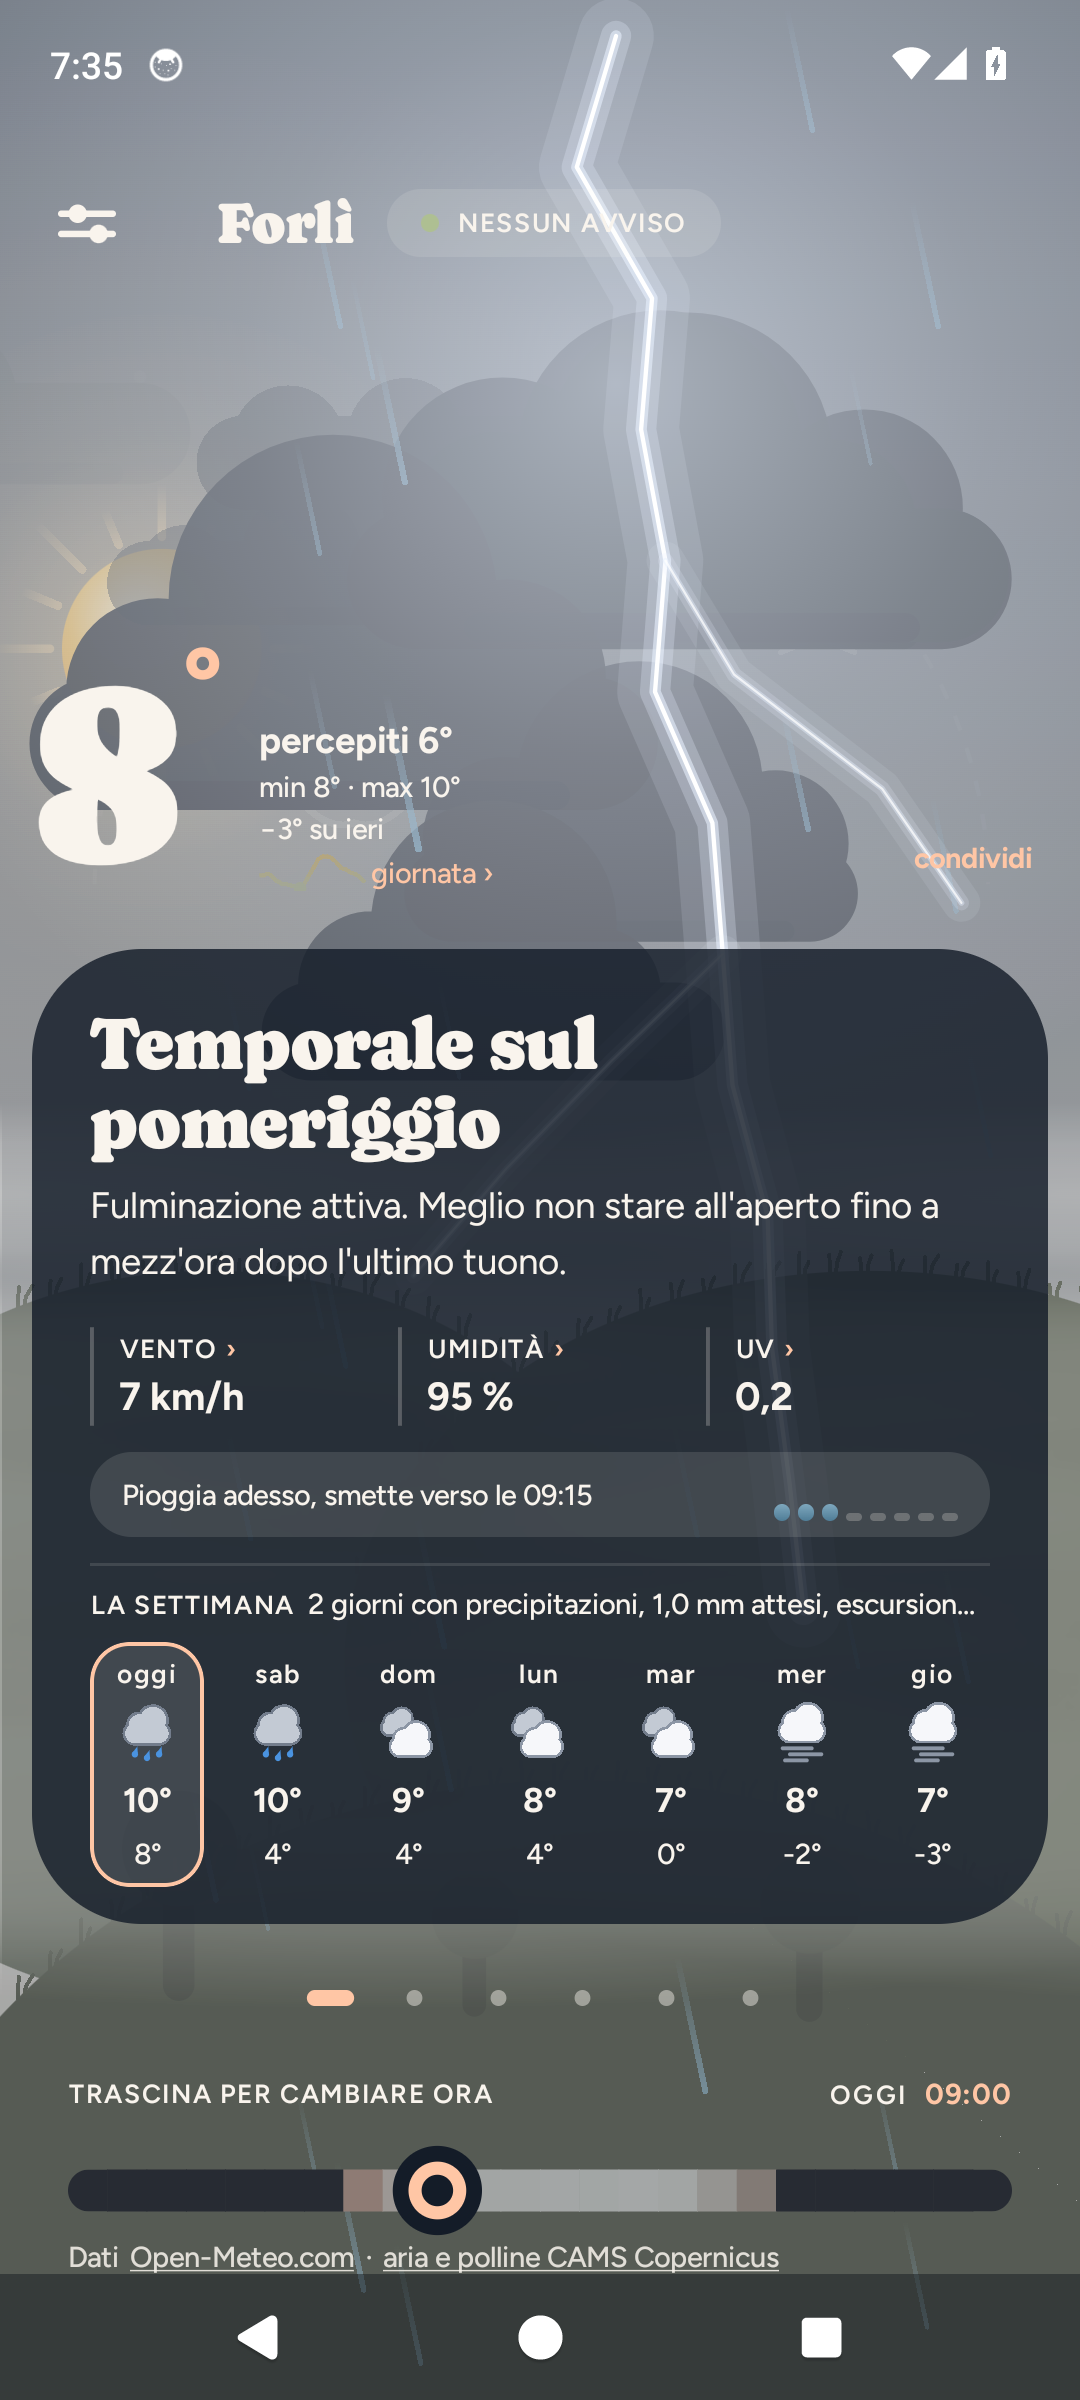 7:35
Forlì
NESSUN AVVISO
8°
percepiti 6°
min 8° · max 10°
−3° su ieri
giornata ›
condividi
Temporale sul
pomeriggio
Fulminazione attiva. Meglio non stare all'aperto fino a
mezz'ora dopo l'ultimo tuono.
VENTO › UMIDITÀ › UV ›
7 km/h 95 % 0,2
Pioggia adesso, smette verso le 09:15
LA SETTIMANA 2 giorni con precipitazioni, 1,0 mm attesi, escursion...
oggi sab dom lun mar mer gio
10° 10° 9° 8° 7° 8° 7°
8° 4° 4° 4° 0° -2° -3°
TRASCINA PER CAMBIARE ORA OGGI 09:00
Dati Open-Meteo.com · aria e polline CAMS Copernicus